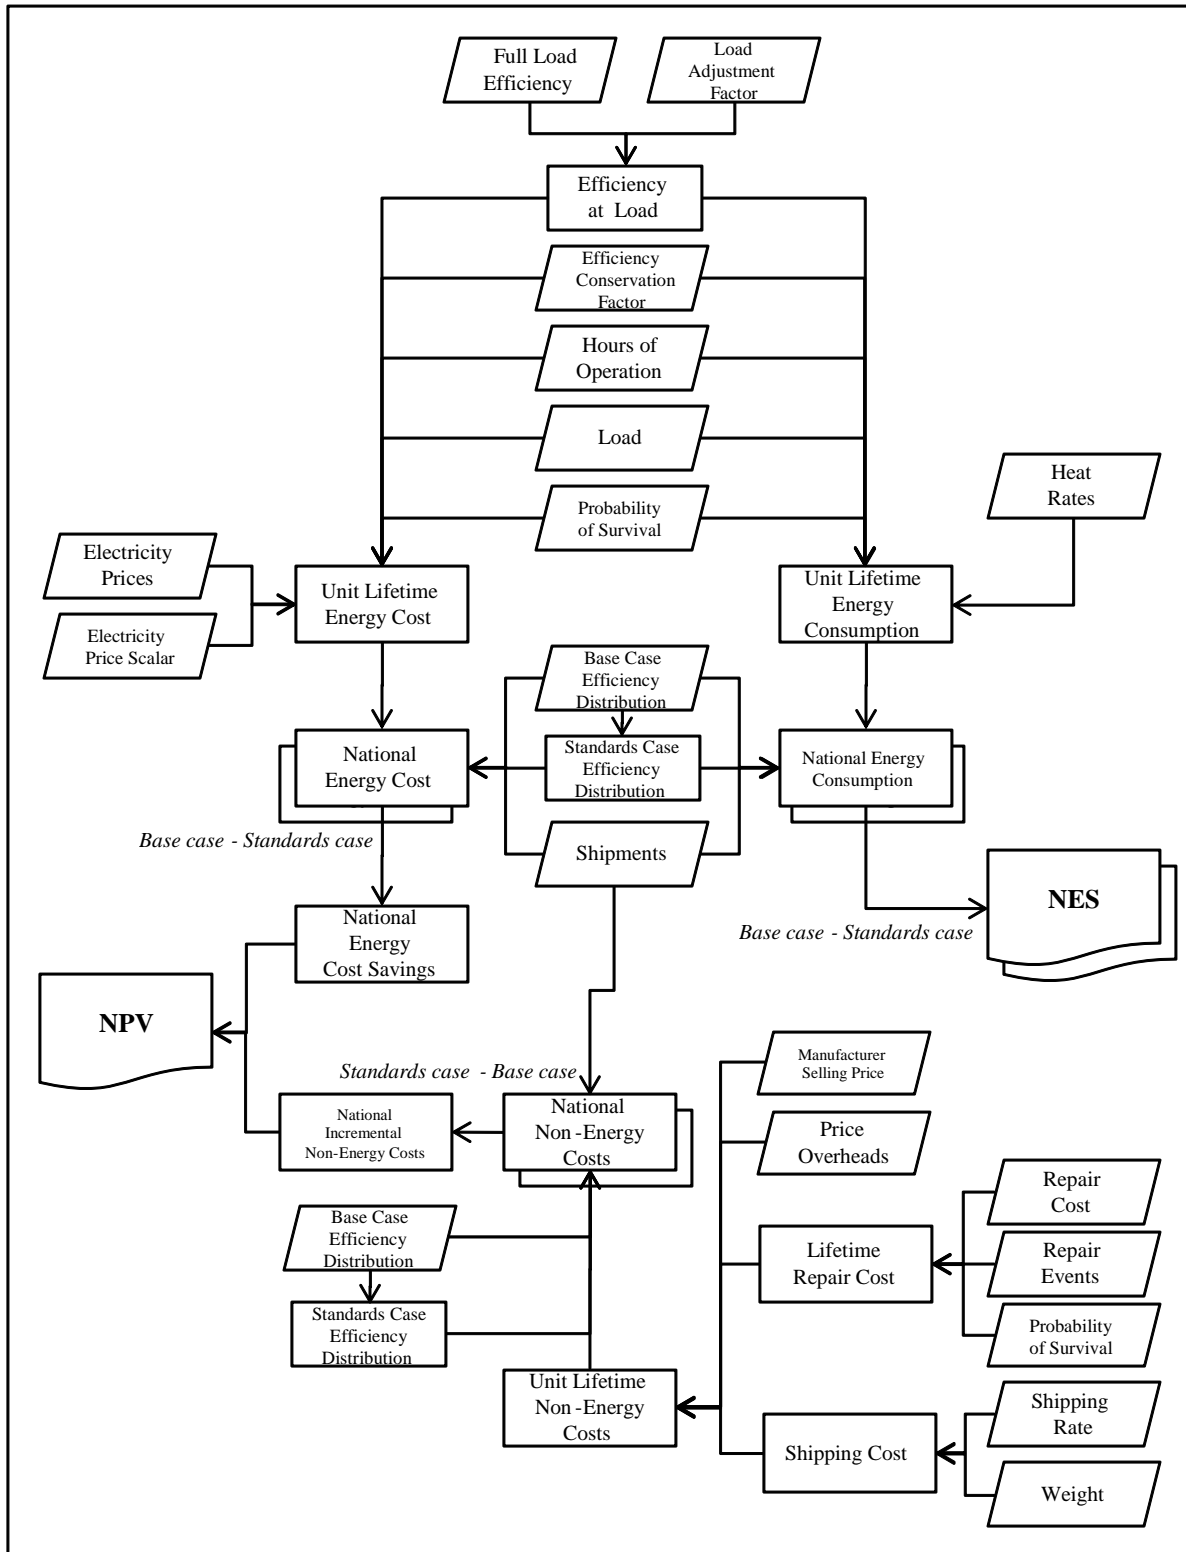 Full Load
Efficiency
Load
Adjustment
Factor
Efficiency
at Load
Efficiency
Conservation
Factor
Hours of
Operation
Load
Probability
of Survival
Heat
Rates
Electricity
Prices
Electricity
Price Scalar
Unit Lifetime
Energy Cost
Unit Lifetime
Energy
Consumption
Base Case
Efficiency
Distribution
Standards Case
Efficiency
Distribution
National
Energy Cost
National Energy
Consumption
Base case - Standards case
Shipments
NES
Base case - Standards case
National
Energy
Cost Savings
NPV
Standards case - Base case
Manufacturer
Selling Price
National
Incremental
Non-Energy Costs
National
Non-Energy
Costs
Price
Overheads
Repair
Cost
Base Case
Efficiency
Distribution
Lifetime
Repair Cost
Repair
Events
Standards Case
Efficiency
Distribution
Probability
of Survival
Unit Lifetime
Non-Energy
Costs
Shipping
Rate
Shipping Cost
Weight